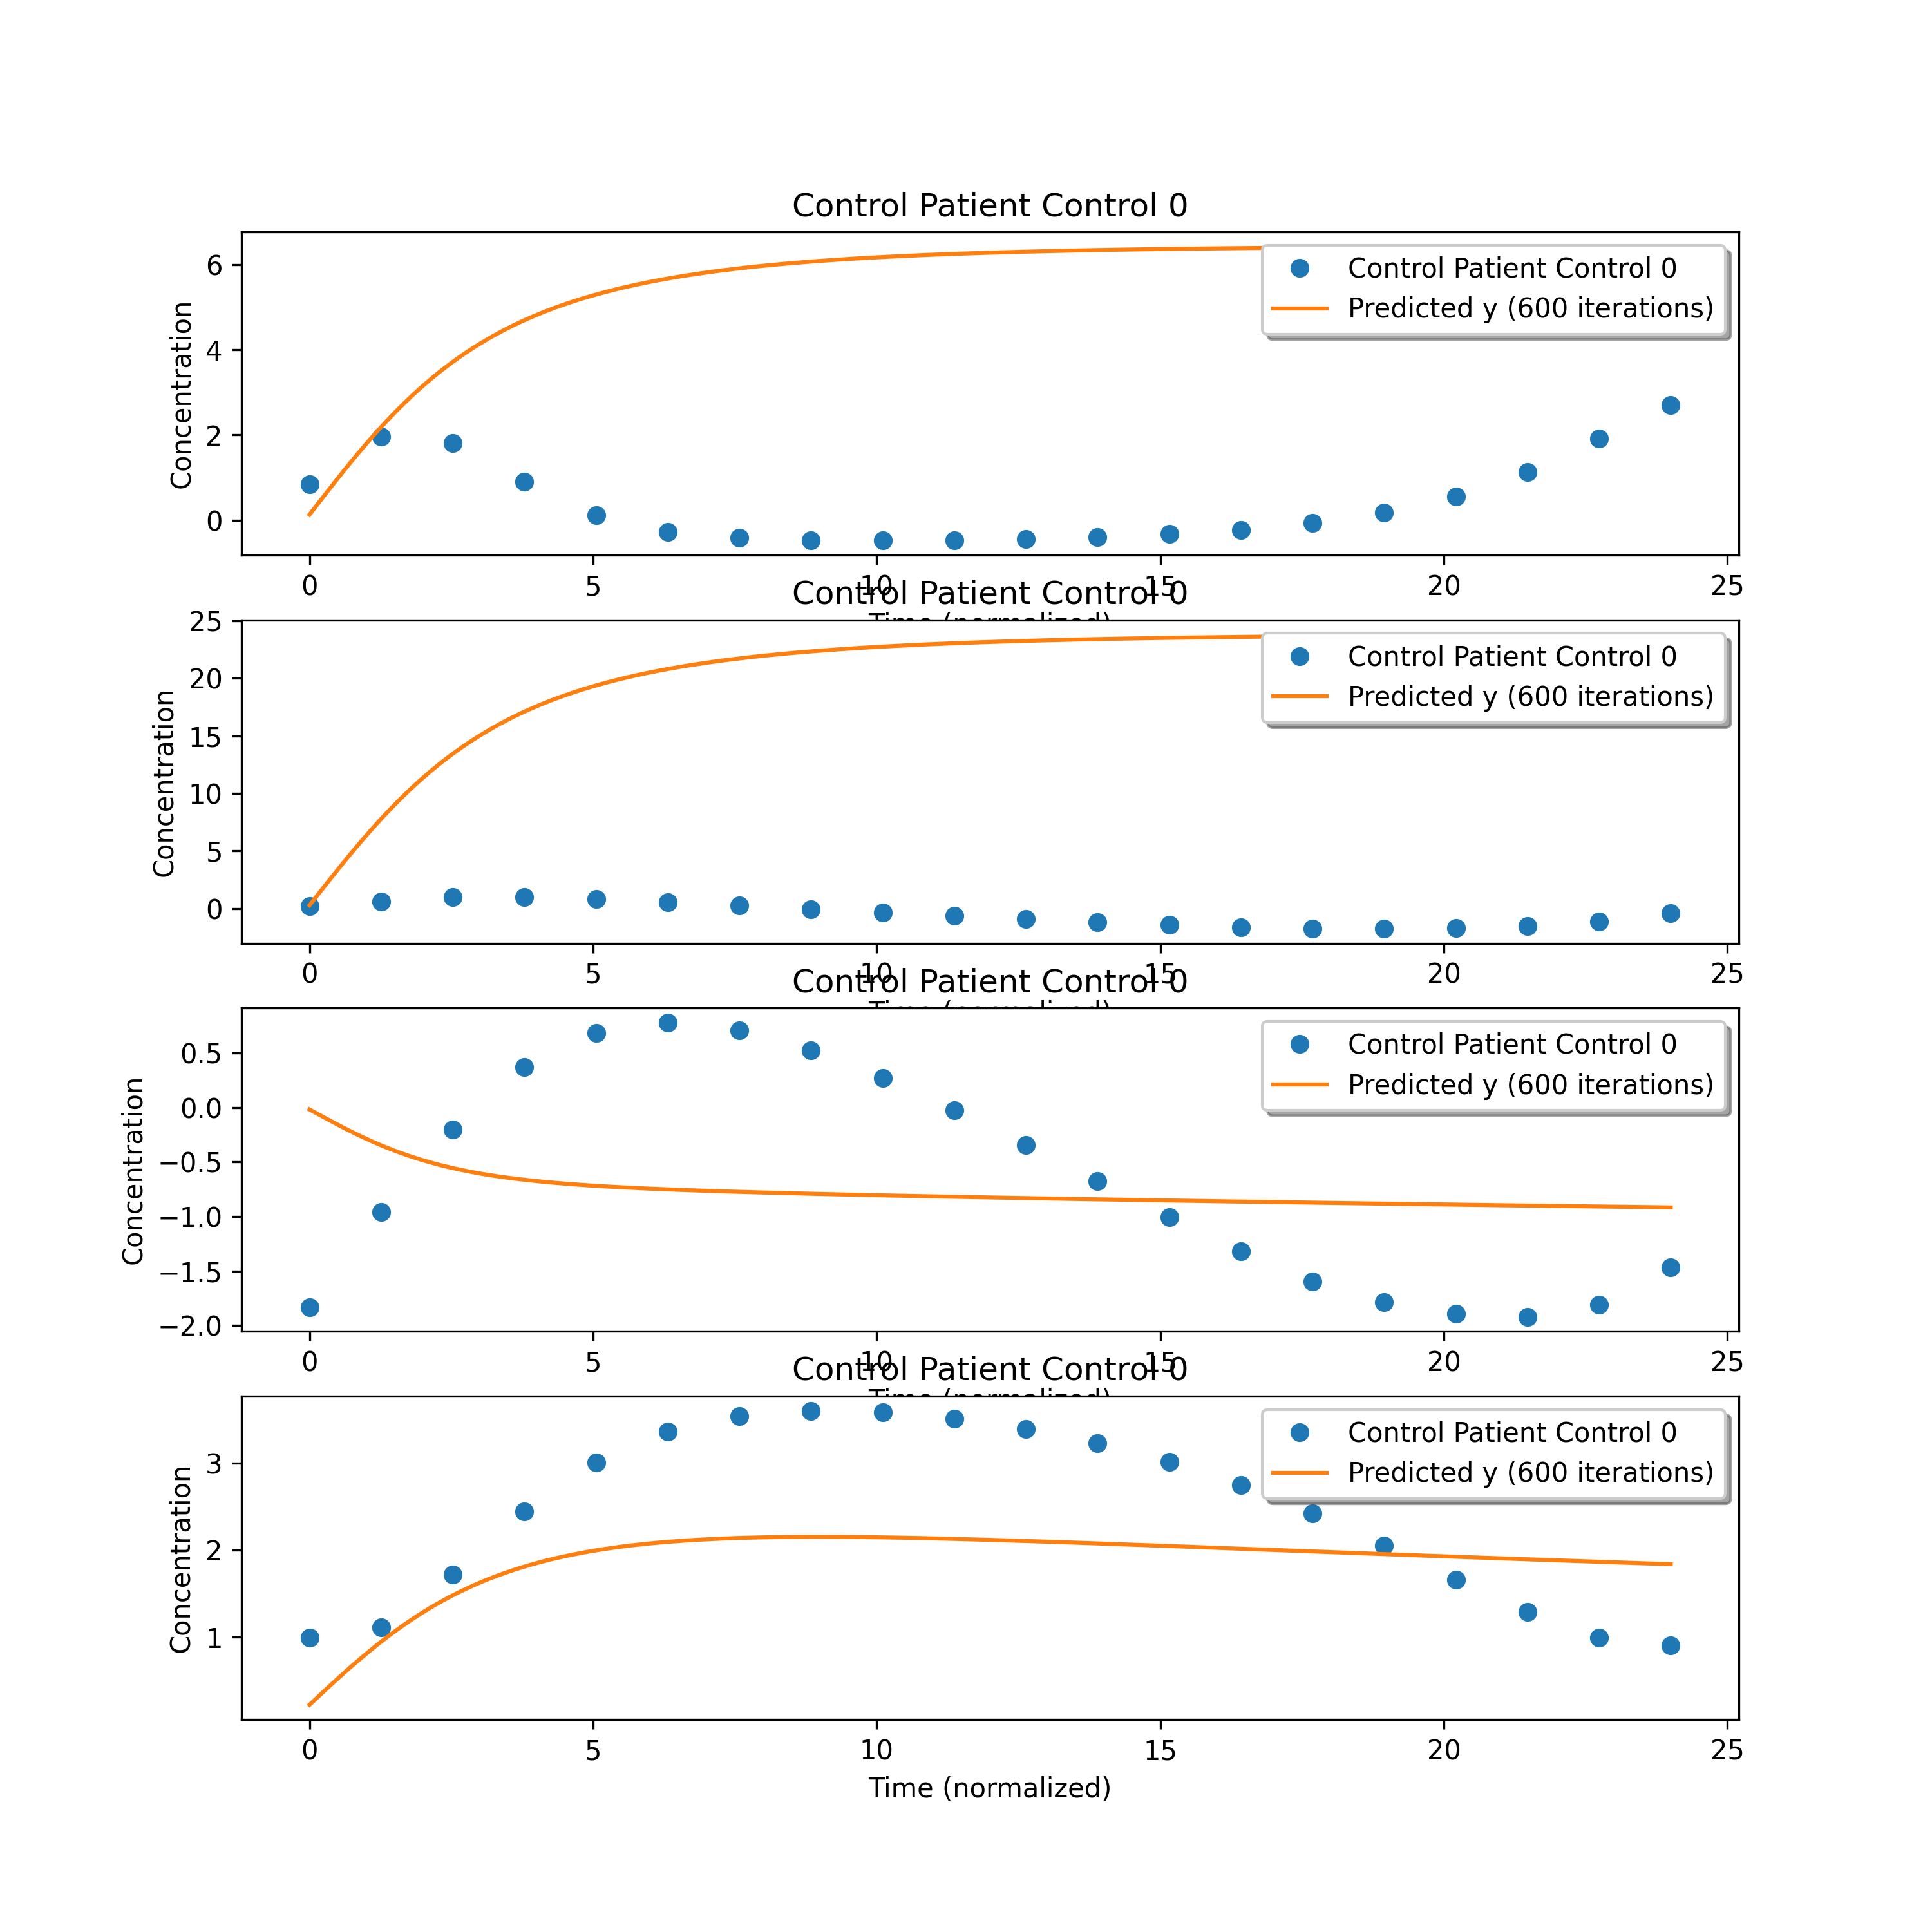 Control Patient Control 0
Concentration
6
4
2
0
Control Patient Control 0
Predicted y (600 iterations)
0 5 10 15 20 25
Control Patient Control 0
Concentration
25
20
15
10
5
0
Control Patient Control 0
Predicted y (600 iterations)
0 5 10 15 20 25
Control Patient Control 0
Concentration
0.5
0.0
−0.5
−1.0
−1.5
−2.0
Control Patient Control 0
Predicted y (600 iterations)
0 5 10 15 20 25
Control Patient Control 0
Concentration
3
2
1
Control Patient Control 0
Predicted y (600 iterations)
0 5 10 15 20 25
Time (normalized)